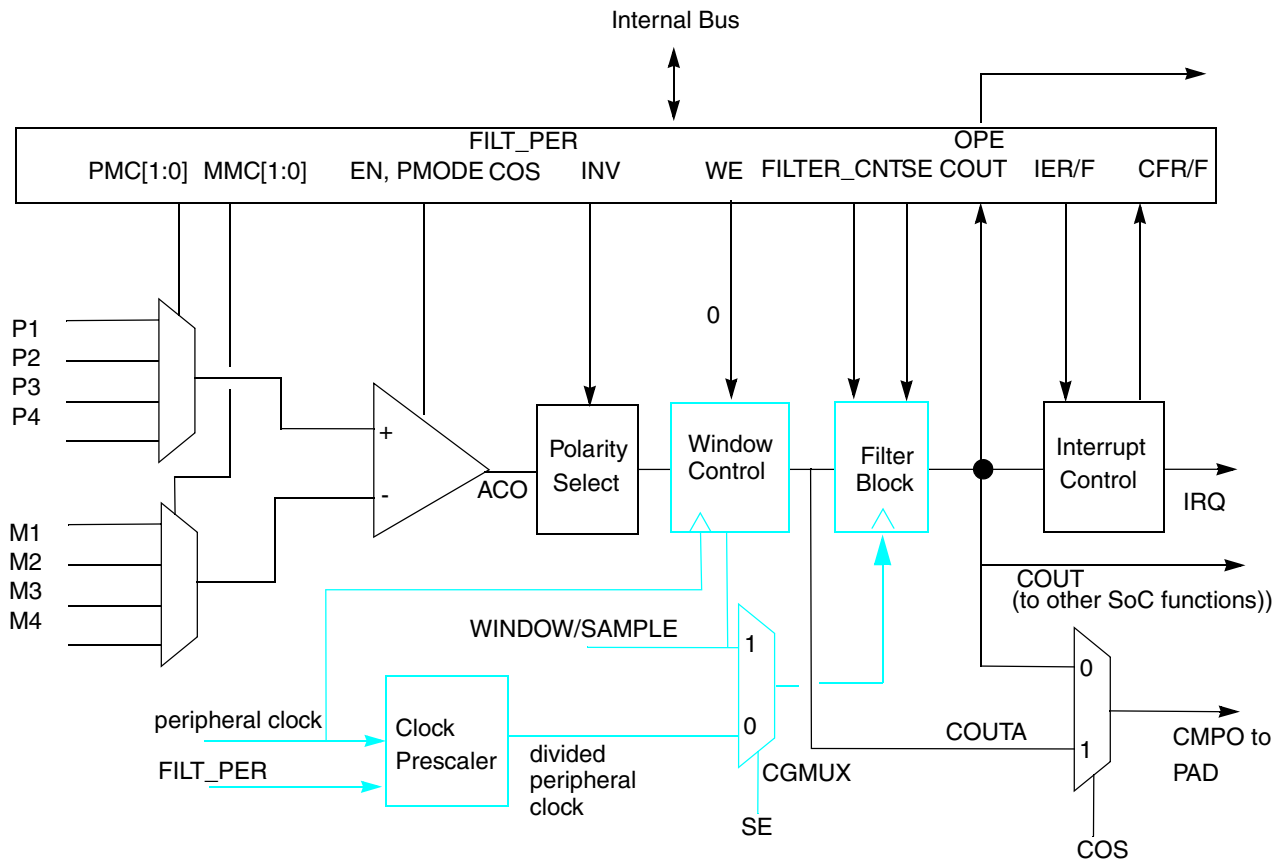 Internal Bus
FILT_PER
OPE
PMC[1:0]
MMC[1:0]
EN, PMODE
COS
INV
WE
FILTER_CNT
SE
COUT
IER/F
CFR/F
0
P1
P2
P3
P4
+
-
ACO
Polarity
Select
Window
Control
Filter
Block
Interrupt
Control
IRQ
M1
M2
M3
M4
COUT
(to other SoC functions))
WINDOW/SAMPLE
1
0
0
1
peripheral clock
Clock
Prescaler
FILT_PER
divided
peripheral
clock
CGMUX
SE
COUTA
CMPO to
PAD
COS